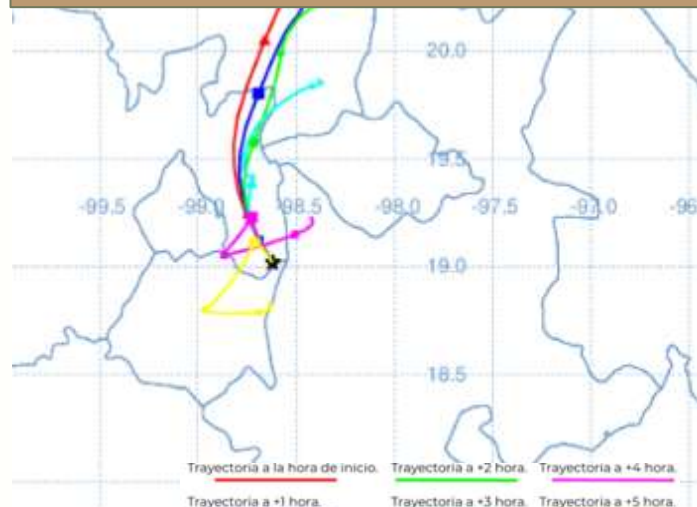 20.0
19.5
-99.5 -99.0 -98.5 -98.0 -97.5 -97.0 -96
19.0
18.5
Trayectoria a la hora de inicio. Trayectoria a +2 hora. Trayectoria a +4 hora.
Trayectoria a +1 hora. Trayectoria a +3 hora. Trayectoria a +5 hora.